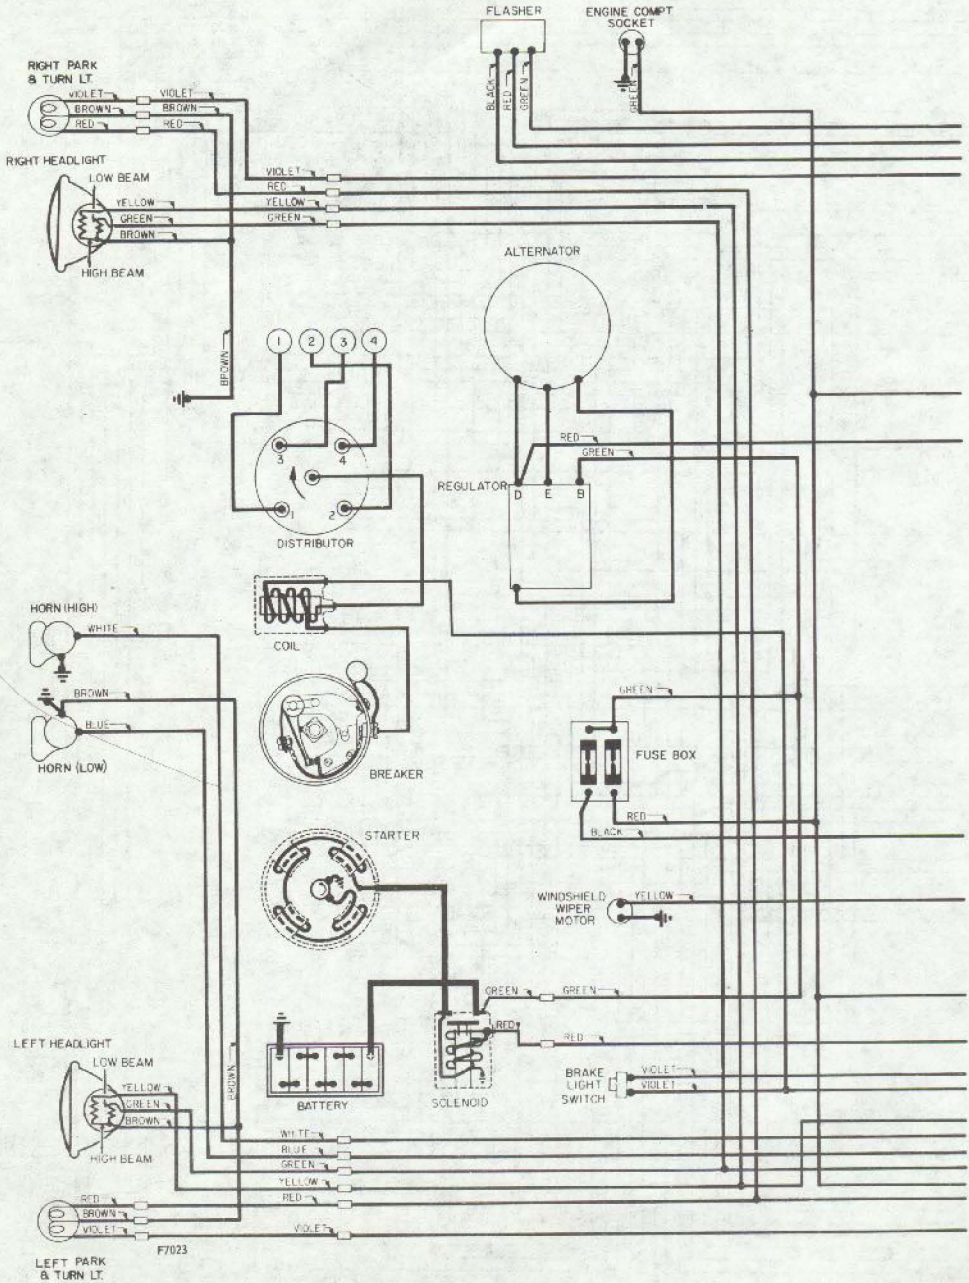 FLASHER
ENGINE COMPT
SOCKET
BLACK
RED
GREEN
GREEN
RIGHT PARK
& TURN LT.
VIOLET
VIOLET
BROWN
BROWN
RED
RED
RIGHT HEADLIGHT
LOW BEAM
VIOLET
RED
YELLOW
YELLOW
GREEN
GREEN
BROWN
HIGH BEAM
ALTERNATOR
1
2
3
4
BROWN
3
4
1
2
DISTRIBUTOR
RED
GREEN
REGULATOR
D
E
B
COIL
HORN (HIGH)
WHITE
BROWN
BLUE
HORN (LOW)
BREAKER
GREEN
FUSE BOX
RED
BLACK
STARTER
WINDSHIELD
WIPER
MOTOR
YELLOW
GREEN
GREEN
RED
RED
BATTERY
SOLENOID
BRAKE
LIGHT
SWITCH
VIOLET
VIOLET
LEFT HEADLIGHT
LOW BEAM
YELLOW
GREEN
BROWN
HIGH BEAM
BROWN
WHITE
BLUE
GREEN
YELLOW
RED
RED
BROWN
VIOLET
VIOLET
F7023
LEFT PARK
& TURN LT.